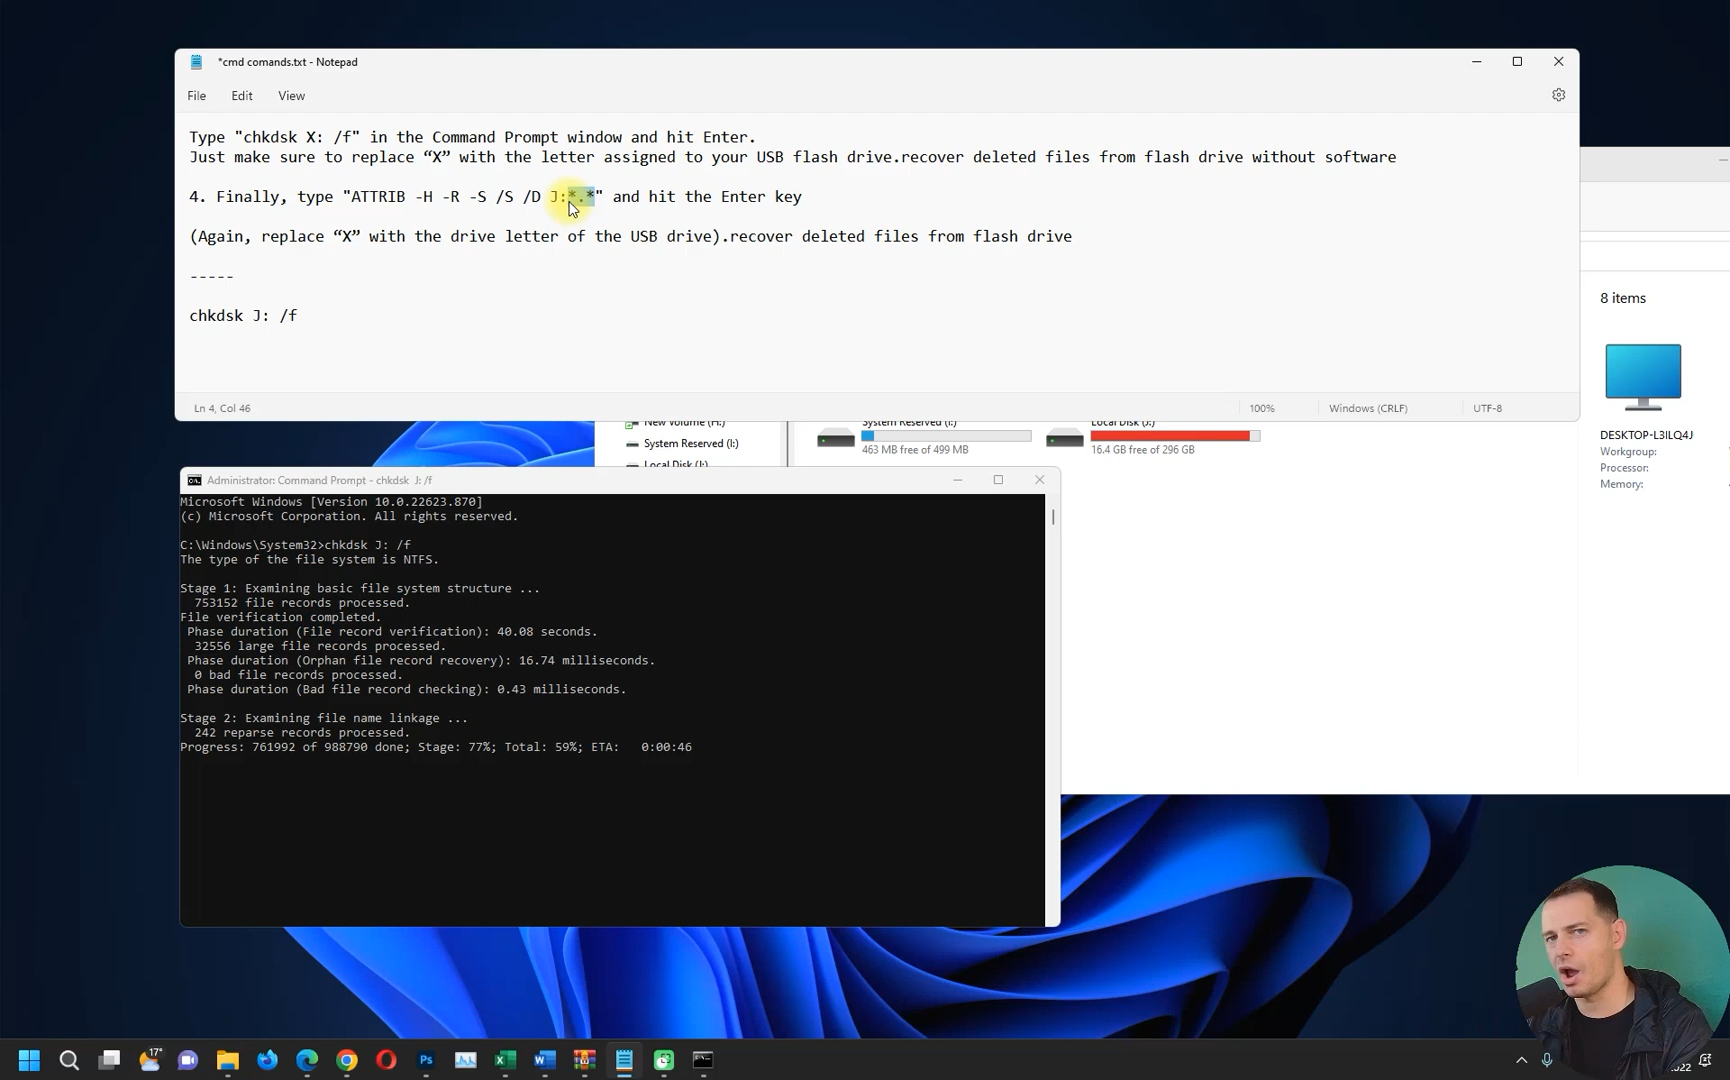 *cmd comands.txt - Notepad
File Edit View
Type "chkdsk X: /f" in the Command Prompt window and hit Enter.
Just make sure to replace “X” with the letter assigned to your USB flash drive.recover deleted files from flash drive without software
4. Finally, type "ATTRIB -H -R -S /S /D J:*.*" and hit the Enter key
(Again, replace “X” with the drive letter of the USB drive).recover deleted files from flash drive
-----
chkdsk J: /f
Ln 4, Col 46
100%
Windows (CRLF)
UTF-8
8 items
DESKTOP-L3ILQ4J
Workgroup:
Processor:
Memory:
New Volume (H:)
System Reserved (I:)
Local Disk (J:)
System Reserved (I:)
463 MB free of 499 MB
Local Disk (J:)
16.4 GB free of 296 GB
Administrator: Command Prompt - chkdsk J: /f
Microsoft Windows [Version 10.0.22623.870]
(c) Microsoft Corporation. All rights reserved.
C:\Windows\System32>chkdsk J: /f
The type of the file system is NTFS.
Stage 1: Examining basic file system structure ...
753152 file records processed.
File verification completed.
Phase duration (File record verification): 40.08 seconds.
32556 large file records processed.
Phase duration (Orphan file record recovery): 16.74 milliseconds.
0 bad file records processed.
Phase duration (Bad file record checking): 0.43 milliseconds.
Stage 2: Examining file name linkage ...
242 reparse records processed.
Progress: 761992 of 988790 done; Stage: 77%; Total: 59%; ETA: 0:00:46
17°
Ps